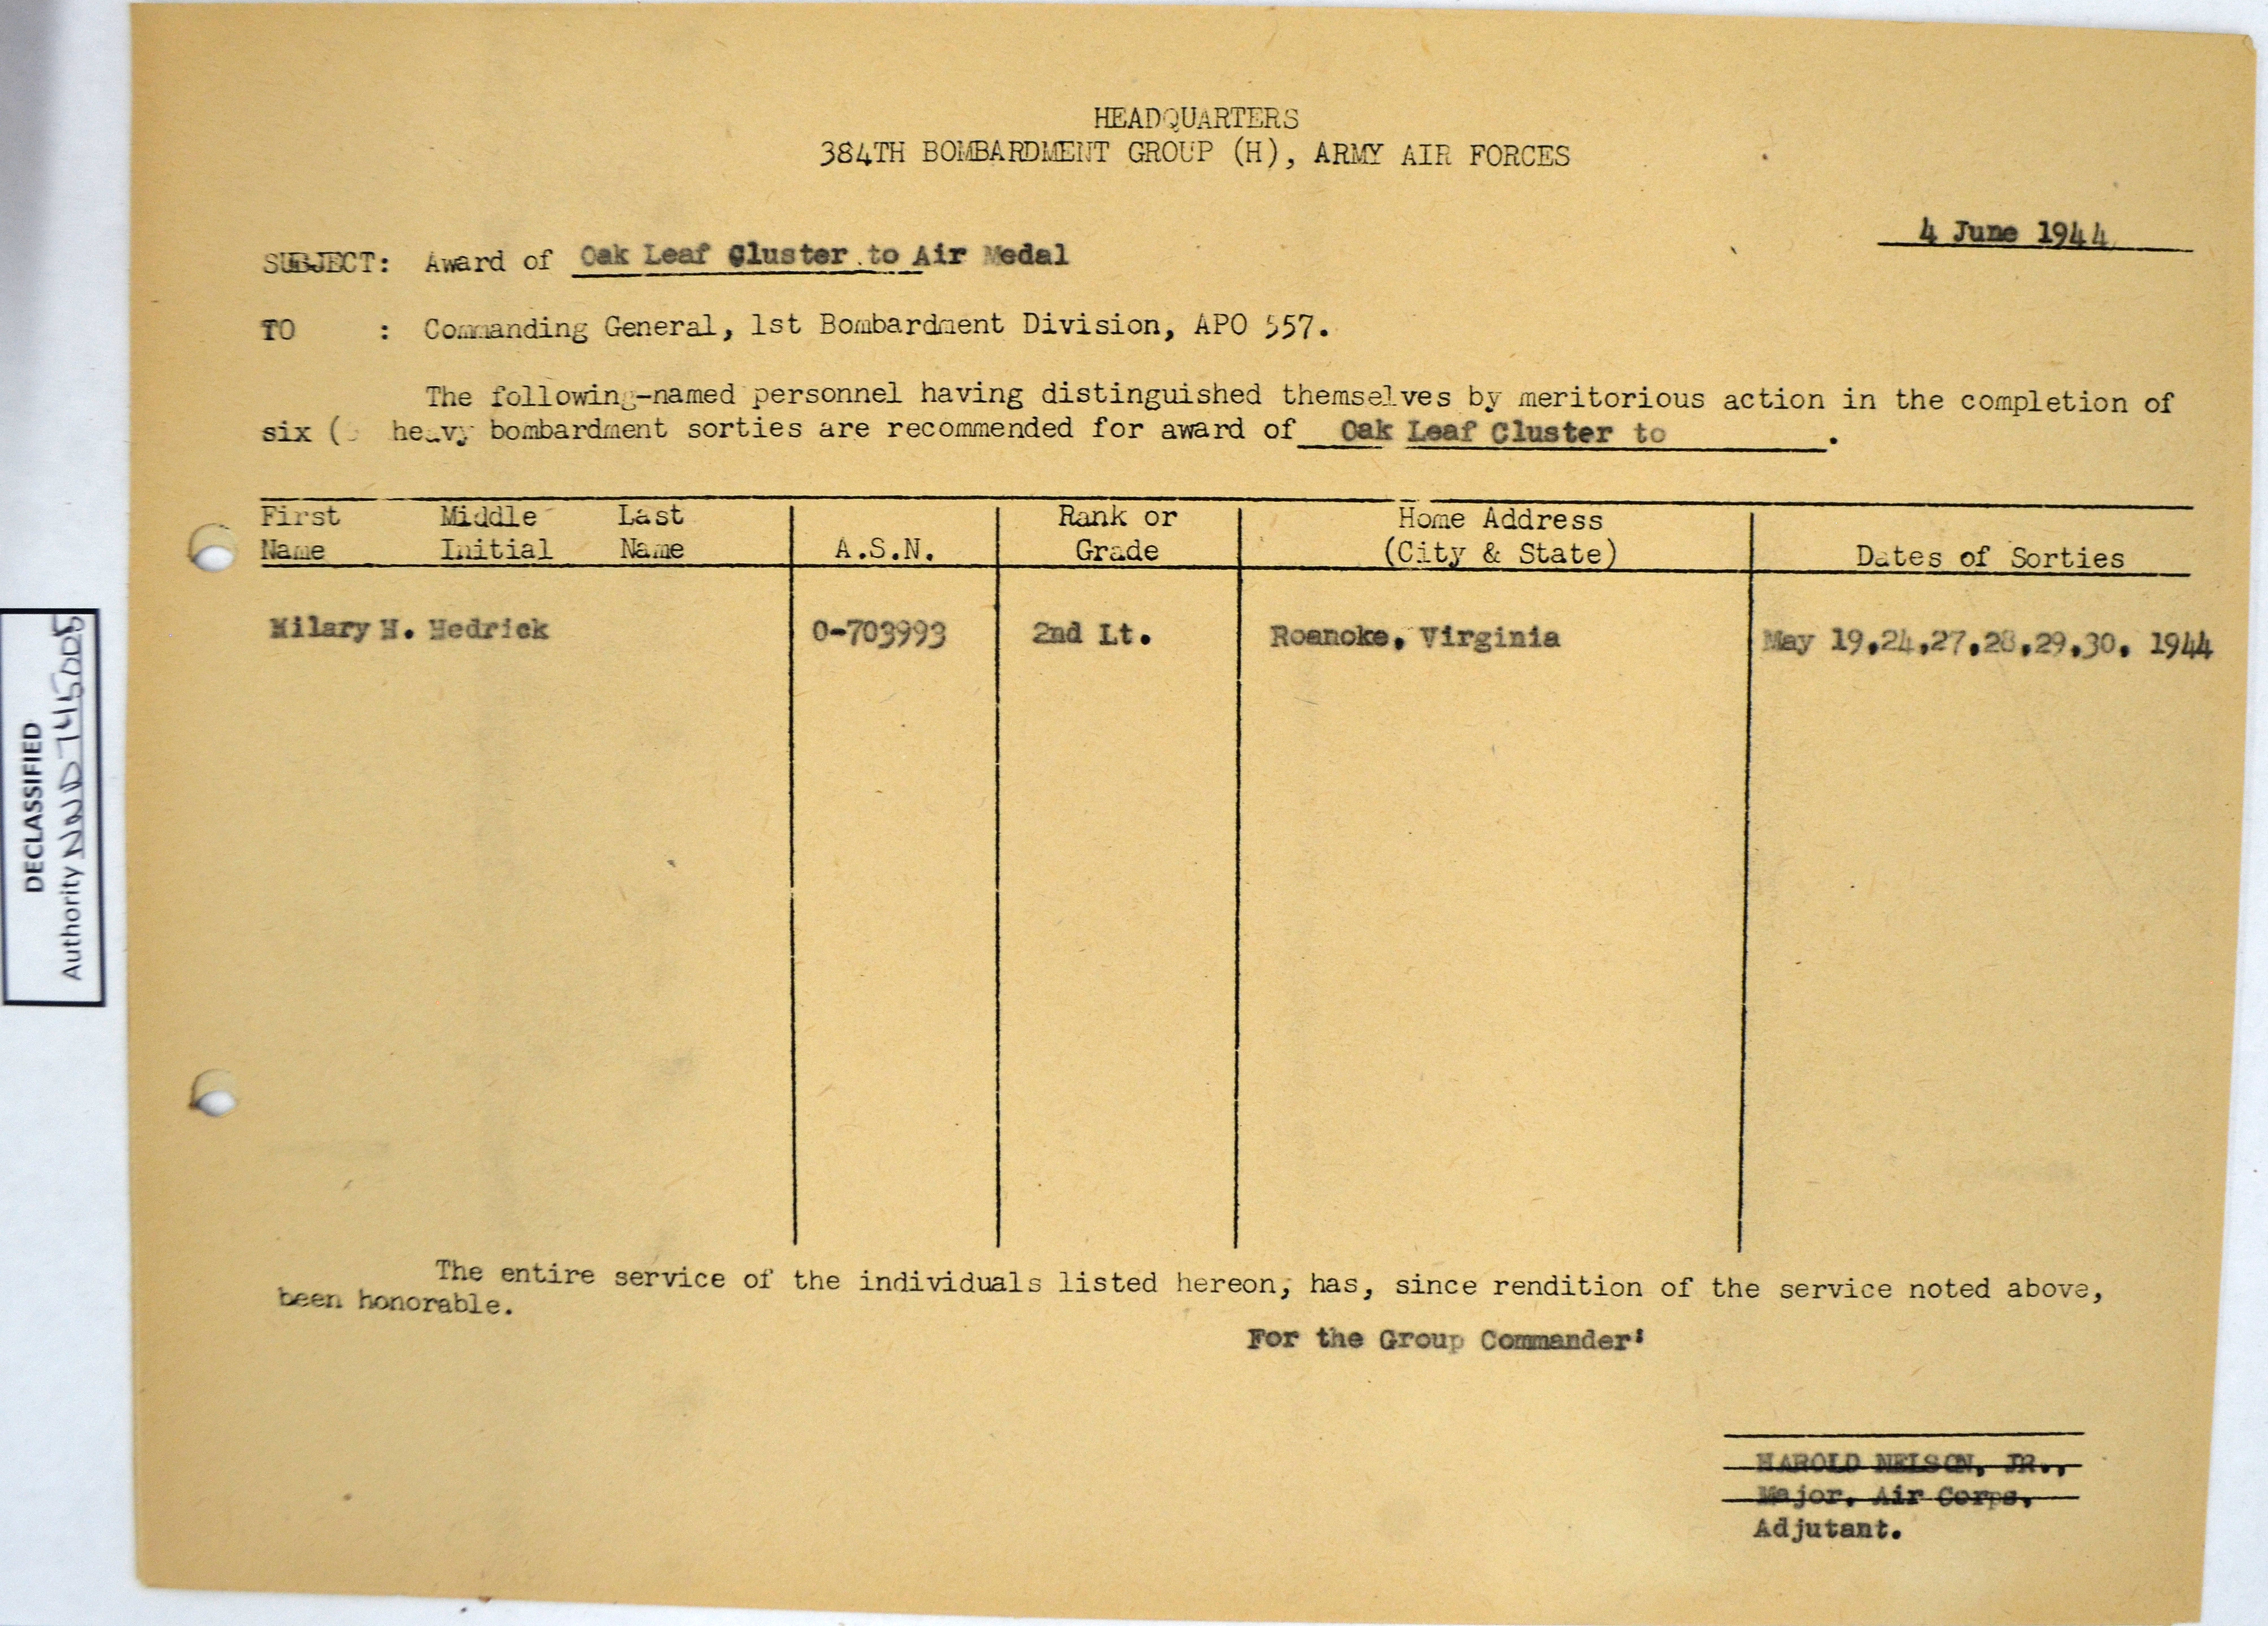 HEADQUARTERS
384TH BOMBARDMENT GROUP (H), ARMY AIR FORCES
4 June 1944
SUBJECT: Award of Oak Leaf Cluster to Air Medal
TO : Commanding General, 1st Bombardment Division, APO 557.
The following-named personnel having distinguished themselves by meritorious action in the completion of
six ( heavy bombardment sorties are recommended for award of Oak Leaf Cluster to .
First Middle Last Rank or Home Address
Name Initial Name A.S.N. Grade (City & State) Dates of Sorties
Hilary H. Hedrick O-703993 2nd Lt. Roanoke, Virginia May 19,24,27,28,29,30, 1944
The entire service of the individuals listed hereon, has, since rendition of the service noted above,
been honorable.
For the Group Commander:
HAROLD NELSON, JR.,
Major, Air Corps,
Adjutant.
DECLASSIFIED
Authority NND 745005